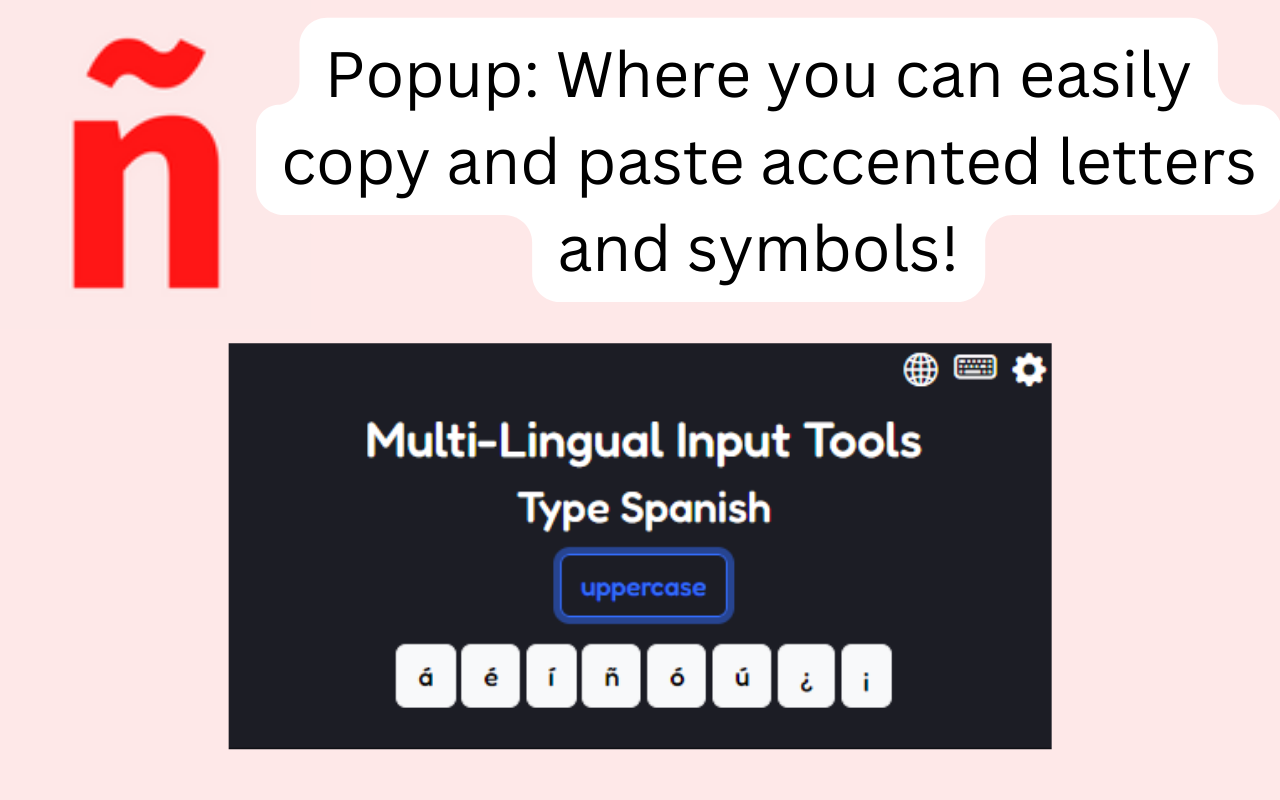 ñ
Popup: Where you can easily
copy and paste accented letters
and symbols!
Multi-Lingual Input Tools
Type Spanish
uppercase
á é í ñ ó ú ¿ ¡